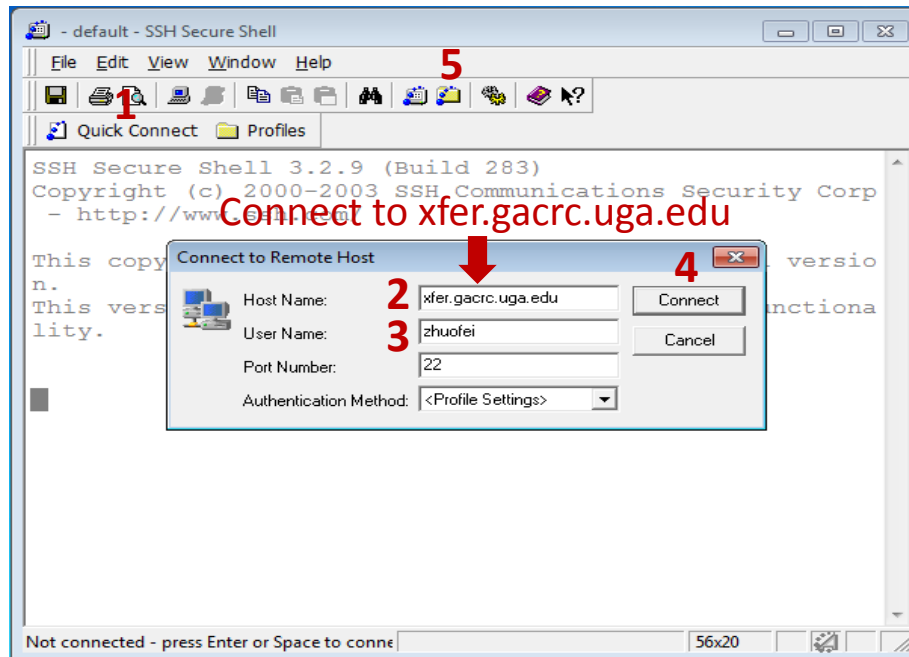 - default - SSH Secure Shell
File Edit View Window Help
5
1
Quick Connect Profiles
SSH Secure Shell 3.2.9 (Build 283)
Copyright (c) 2000-2003 SSH Communications Security Corp
- http://www.ssh.com/
Connect to xfer.gacrc.uga.edu
This copy versio
n.
This vers nctiona
lity.
Connect to Remote Host
4
Host Name: 2 xfer.gacrc.uga.edu Connect
User Name: 3 zhuofei Cancel
Port Number: 22
Authentication Method: <Profile Settings>
Not connected - press Enter or Space to conne 56x20